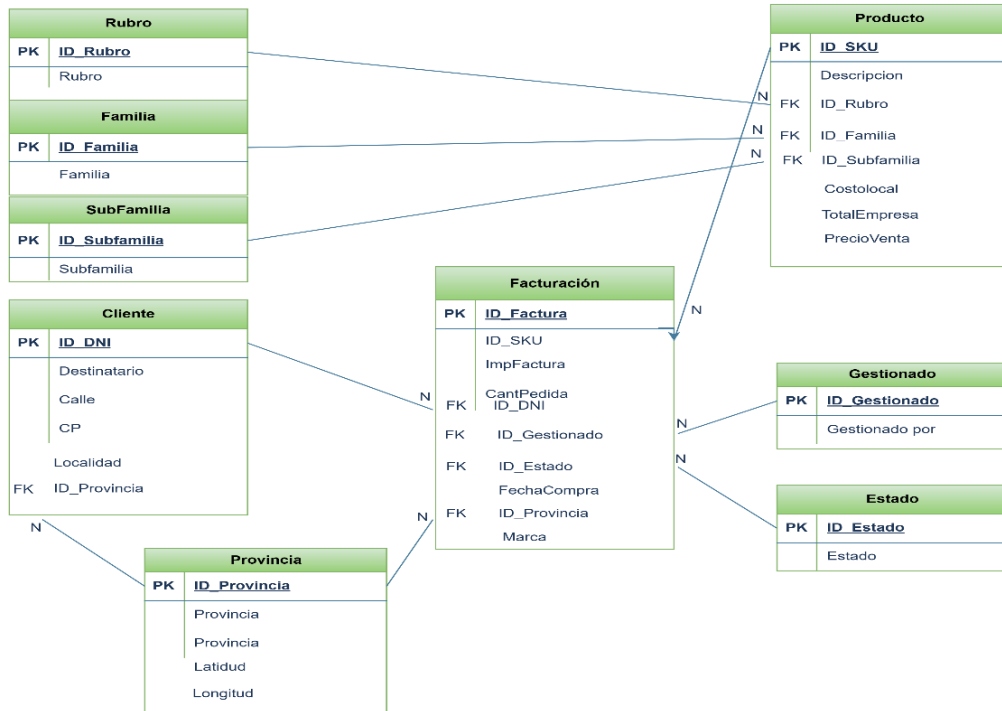 Rubro
PK ID_Rubro
Rubro
Familia
PK ID_Familia
Familia
SubFamilia
PK ID_Subfamilia
Subfamilia
Cliente
PK ID_DNI
Destinatario
Calle
CP
Localidad
FK ID_Provincia
N
Provincia
PK ID_Provincia
Provincia
Provincia
Latidud
Longitud
Facturación
PK ID_Factura
ID_SKU
ImpFactura
CantPedida
N FK ID_DNI
FK ID_Gestionado
FK ID_Estado
FechaCompra
N FK ID_Provincia
Marca
Producto
PK ID_SKU
Descripcion
N FK ID_Rubro
N FK ID_Familia
N FK ID_Subfamilia
Costolocal
TotalEmpresa
PrecioVenta
N
Gestionado
PK ID_Gestionado
N Gestionado por
N
Estado
PK ID_Estado
Estado